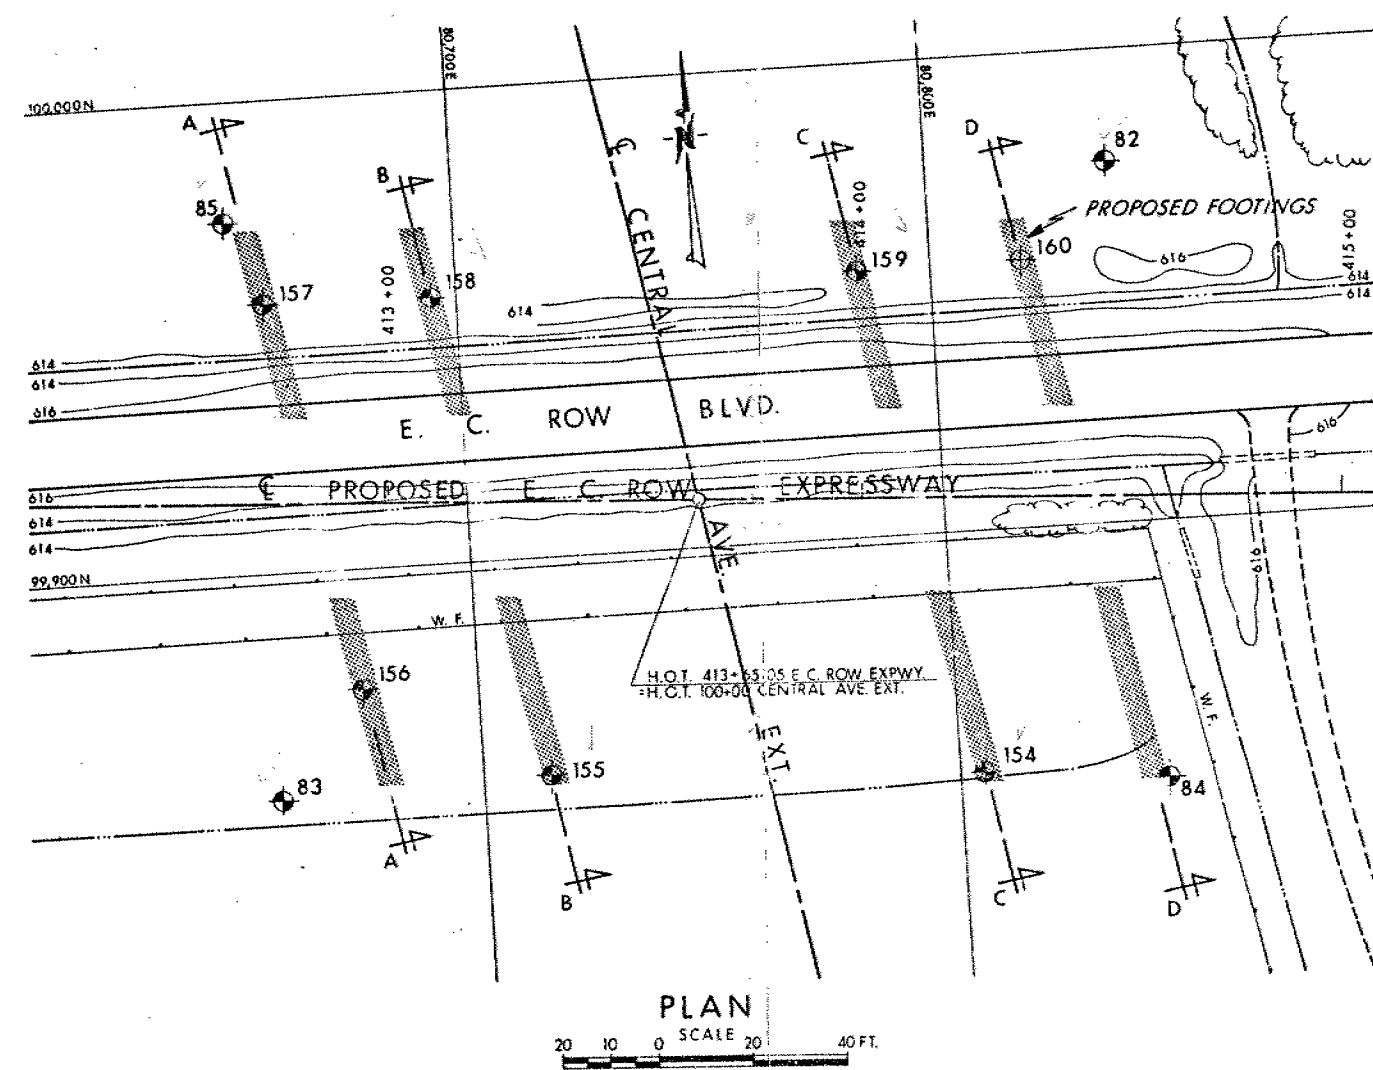 80,700E
80,800E
100,000 N
A
B
C
D
82
℄
CENTRAL
AVE.
EXT.
85
PROPOSED FOOTINGS
157
413 + 00
158
414 + 00
159
160
616
415 + 00
614
614
614
614
614
616
E. C. ROW BLVD.
616
616
℄ PROPOSED E. C. ROW EXPRESSWAY
614
614
616
99,900 N
W. F.
H.O.T. 413+65.05 E C. ROW EXPWY.
=H.O.T. 100+00 CENTRAL AVE. EXT.
W. F.
156
155
154
84
83
A
B
C
D
PLAN
SCALE
20 10 0 20 40 FT.